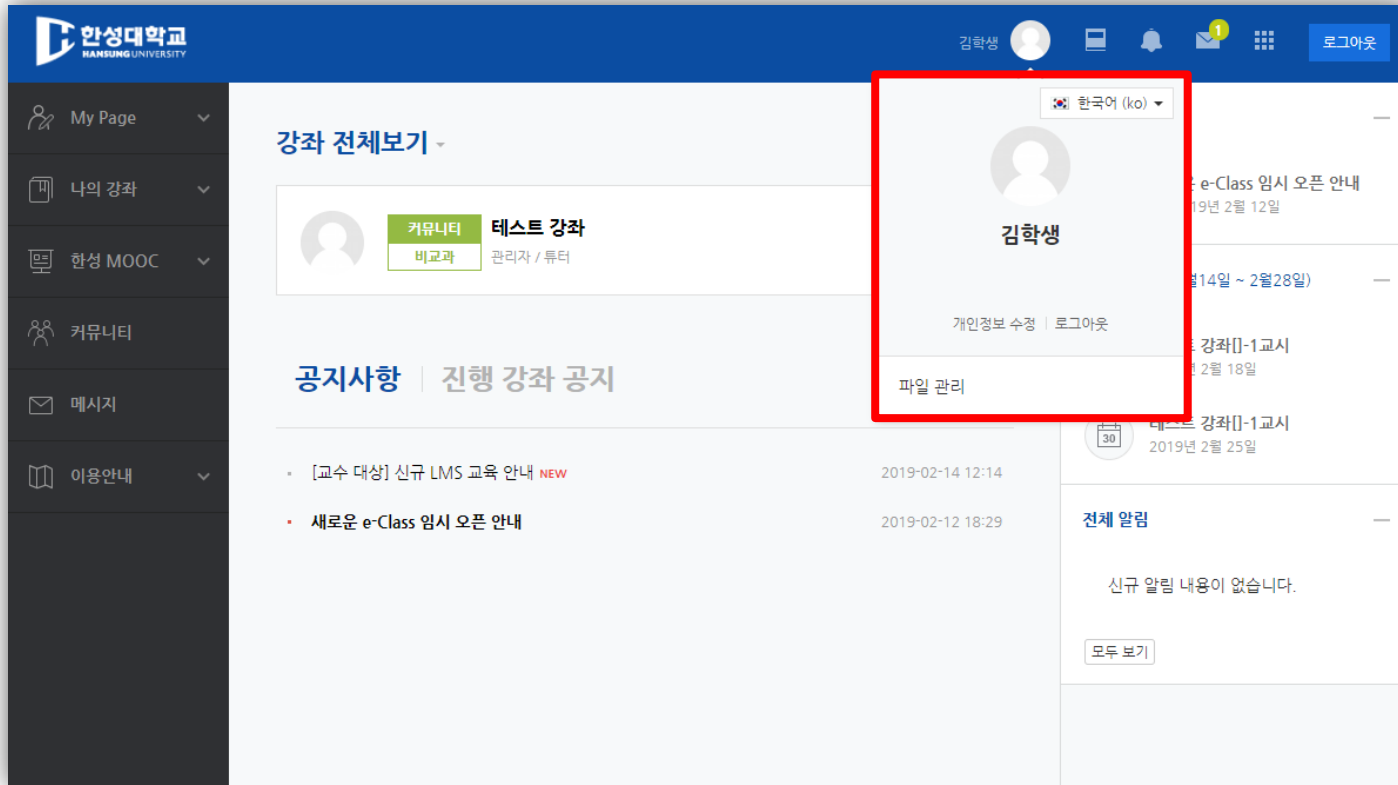 한성대학교
HANSUNG UNIVERSITY
김학생
1
로그아웃
My Page
나의 강좌
한성 MOOC
커뮤니티
메시지
이용안내
강좌 전체보기
커뮤니티
비교과
테스트 강좌
관리자 / 튜터
공지사항
진행 강좌 공지
[교수 대상] 신규 LMS 교육 안내 NEW
2019-02-14 12:14
새로운 e-Class 임시 오픈 안내
2019-02-12 18:29
한국어 (ko)
김학생
개인정보 수정 | 로그아웃
파일 관리
e-Class 임시 오픈 안내
19년 2월 12일
14일 ~ 2월28일)
강좌[]-1교시
2월 18일
30
테스트 강좌[]-1교시
2019년 2월 25일
전체 알림
신규 알림 내용이 없습니다.
모두 보기